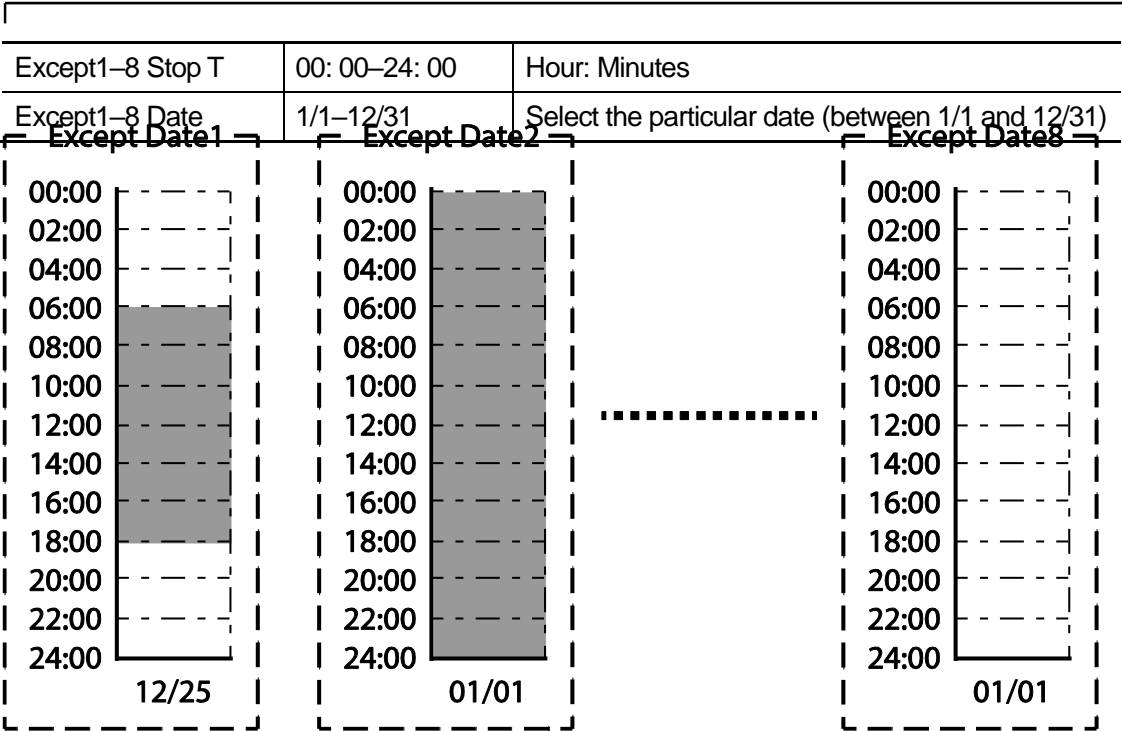 Except1–8 Stop T 00: 00–24: 00 Hour: Minutes
Except1–8 Date 1/1–12/31 Select the particular date (between 1/1 and 12/31)
Except Date1 Except Date2 Except Date8
00:00 00:00 00:00
02:00 02:00 02:00
04:00 04:00 04:00
06:00 06:00 06:00
08:00 08:00 08:00
10:00 10:00 10:00
12:00 12:00 12:00
14:00 14:00 14:00
16:00 16:00 16:00
18:00 18:00 18:00
20:00 20:00 20:00
22:00 22:00 22:00
24:00 24:00 24:00
12/25 01/01 01/01